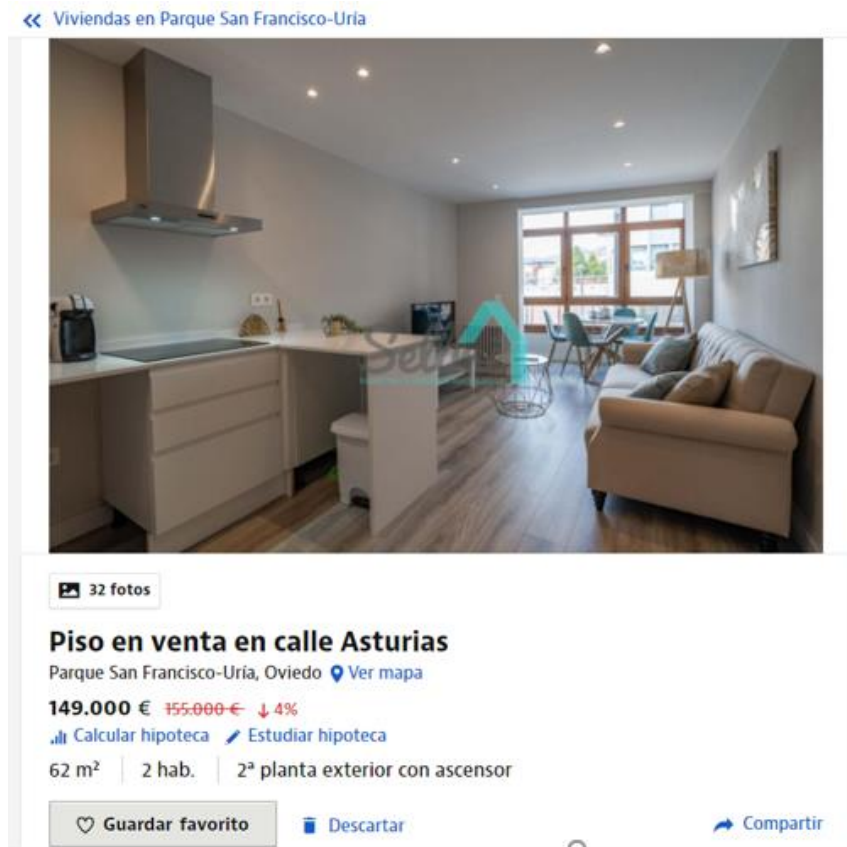 Viviendas en Parque San Francisco-Uría
32 fotos
Piso en venta en calle Asturias
Parque San Francisco-Uría, Oviedo Ver mapa
149.000 € 155.000 € 4%
Calcular hipoteca Estudiar hipoteca
62 m² 2 hab. 2ª planta exterior con ascensor
Guardar favorito Descartar Compartir